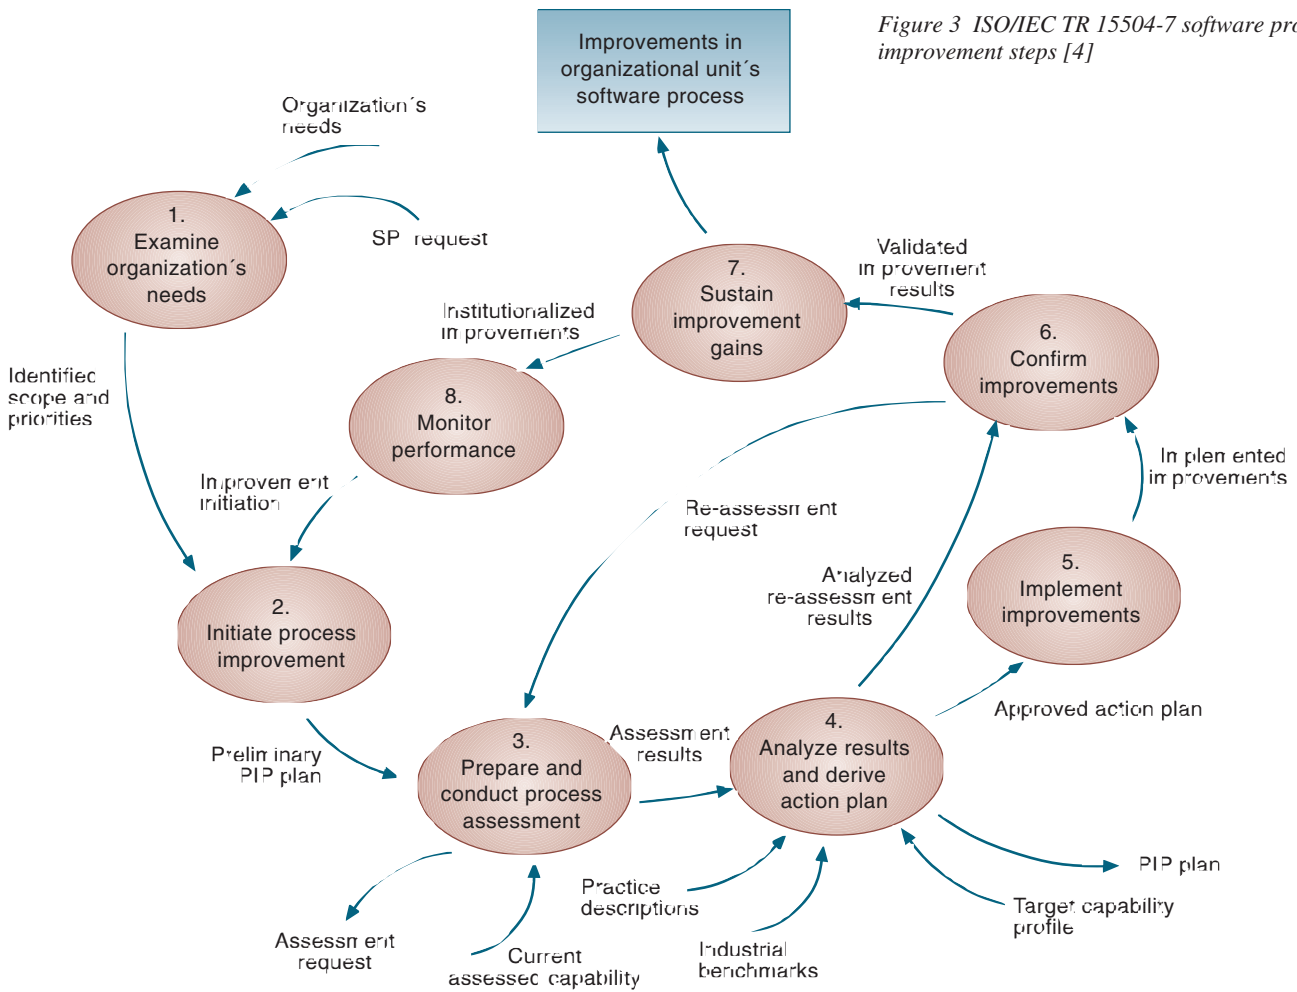 Figure 3 ISO/IEC TR 15504-7 software pro
improvement steps [4]
Improvements in
organizational unit´s
software process
Organization´s
needs
SPI request
1.
Examine
organization´s
needs
Identified
scope and
priorities
Institutionalized
improvements
7.
Sustain
improvement
gains
Validated
improvement
results
6.
Confirm
improvements
8.
Monitor
performance
Improvement
initiation
Re-assessment
request
Implemented
improvements
Analyzed
re-assessment
results
5.
Implement
improvements
2.
Initiate process
improvement
Preliminary
PIP plan
3.
Prepare and
conduct process
assessment
Assessment
results
4.
Analyze results
and derive
action plan
Approved action plan
PIP plan
Target capability
profile
Practice
descriptions
Industrial
benchmarks
Assessment
request
Current
assessed capability